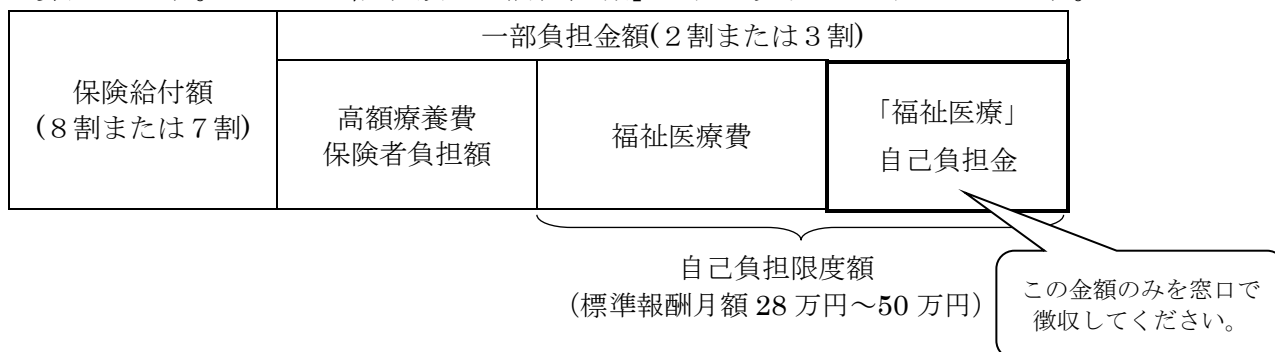 一部負担金額(２割または３割)
保険給付額
(８割または７割)
高額療養費
保険者負担額
福祉医療費
「福祉医療」
自己負担金
自己負担限度額
（標準報酬月額 28 万円～50 万円）
この金額のみを窓口で
徴収してください。